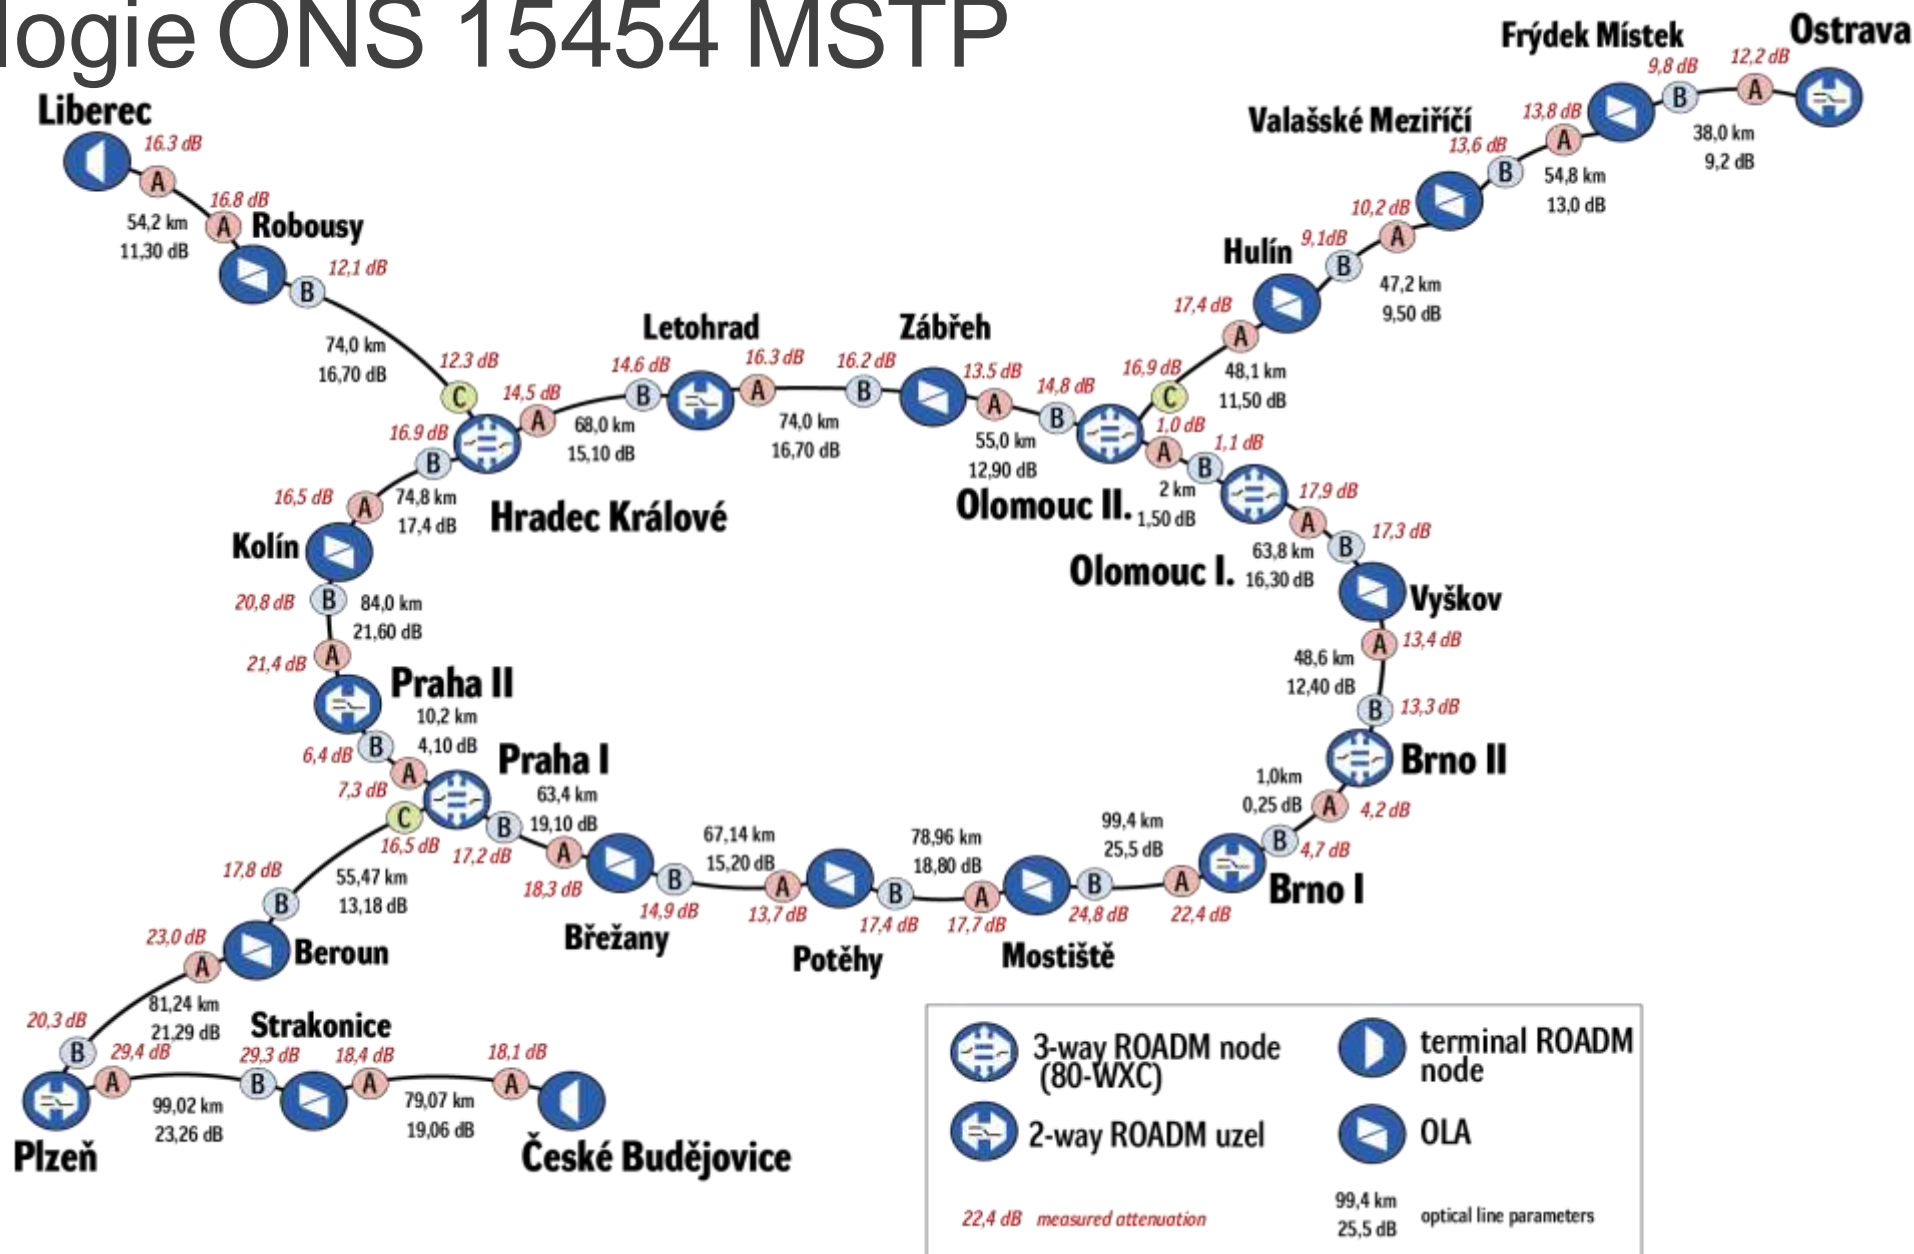 logie ONS 15454 MSTP
Liberec
16.3 dB
A
54,2 km
11,30 dB
16.8 dB
A
Robousy
B
12,1 dB
74,0 km
16,70 dB
12.3 dB
C
14,5 dB
A
16.9 dB
B
Hradec Králové
68,0 km
15,10 dB
14.6 dB
B
Letohrad
16.3 dB
A
74,0 km
16,70 dB
16.2 dB
B
Zábřeh
13.5 dB
A
55,0 km
12,90 dB
14,8 dB
B
Olomouc II.
16,9 dB
C
48,1 km
11,50 dB
17,4 dB
A
Hulín
9,1dB
B
47,2 km
9,50 dB
10,2 dB
A
Valašské Meziříčí
13,6 dB
B
54,8 km
13,0 dB
13,8 dB
A
Frýdek Místek
9,8 dB
B
38,0 km
9,2 dB
12,2 dB
A
Ostrava
1,0 dB
A
1,1 dB
B
2 km
1,50 dB
Olomouc I.
17,9 dB
A
63,8 km
16,30 dB
B
17,3 dB
Vyškov
A
13,4 dB
48,6 km
12,40 dB
B
13,3 dB
Brno II
1,0km
0,25 dB
A
4,2 dB
B
4,7 dB
Brno I
99,4 km
25,5 dB
A
22,4 dB
B
24,8 dB
Mostiště
78,96 km
18,80 dB
A
17,7 dB
B
17,4 dB
Potěhy
67,14 km
15,20 dB
A
13,7 dB
B
14,9 dB
Břežany
63,4 km
19,10 dB
A
18,3 dB
B
17,2 dB
Praha I
74,8 km
17,4 dB
16,5 dB
A
Kolín
20,8 dB
B
84,0 km
21,60 dB
21,4 dB
A
Praha II
10,2 km
4,10 dB
6,4 dB
B
7,3 dB
A
C
16,5 dB
55,47 km
13,18 dB
17,8 dB
B
Beroun
23,0 dB
A
81,24 km
21,29 dB
20,3 dB
B
Plzeň
29,4 dB
A
99,02 km
23,26 dB
29,3 dB
B
Strakonice
18,4 dB
A
79,07 km
19,06 dB
18,1 dB
A
České Budějovice
3-way ROADM node
(80-WXC)
terminal ROADM
node
2-way ROADM uzel
OLA
22,4 dB measured attenuation
99,4 km
25,5 dB
optical line parameters